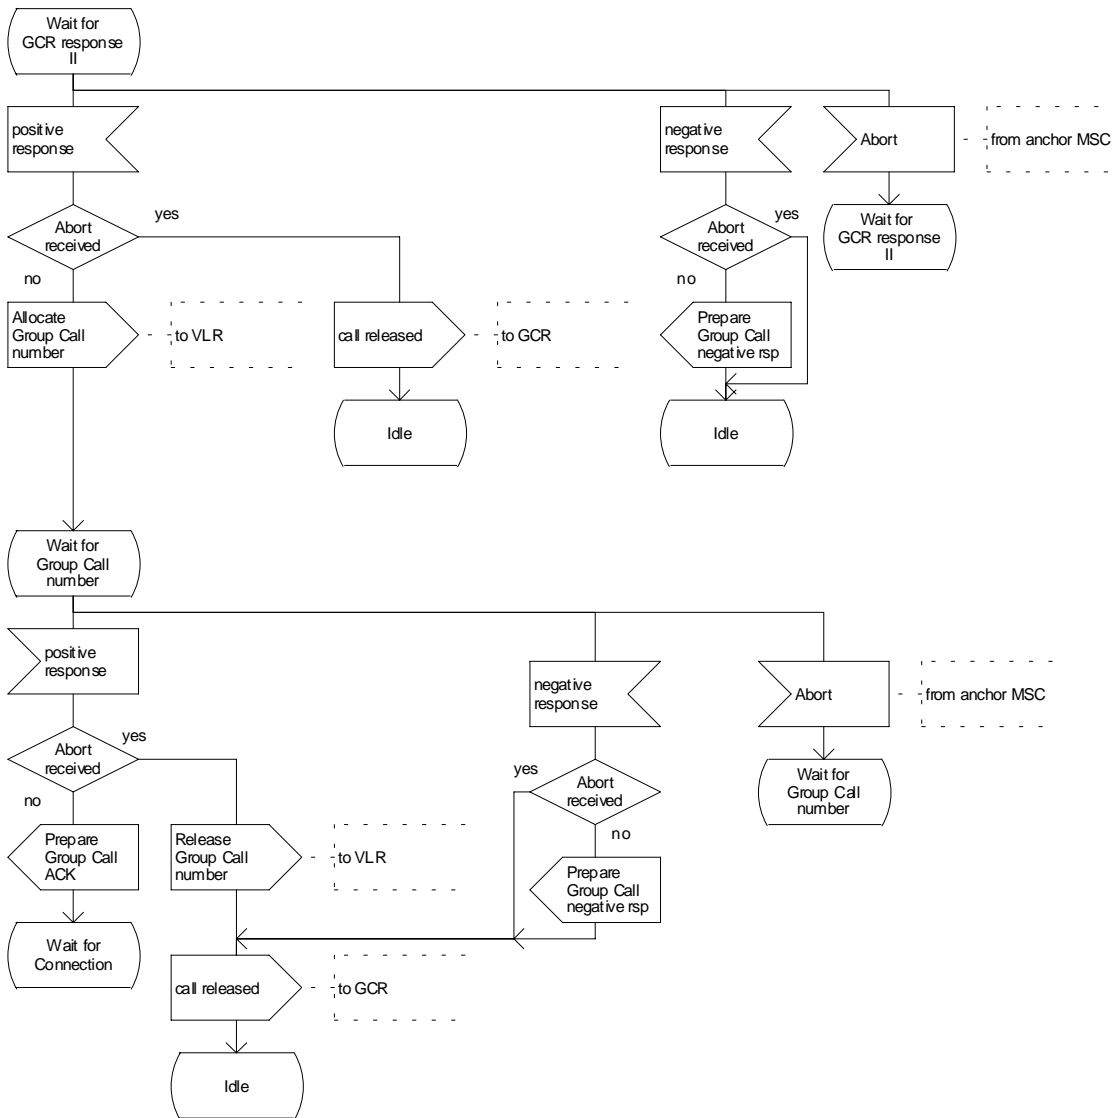 Wait for
GCR response
II
positive
response
negative
response
Abort
from anchor MSC
Abort
received
yes
no
Abort
received
yes
no
Wait for
GCR response
II
Allocate
Group Call
number
to VLR
call released
to GCR
Prepare
Group Call
negative rsp
Idle
Idle
Wait for
Group Call
number
positive
response
negative
response
Abort
from anchor MSC
Abort
received
yes
no
yes
Abort
received
no
Wait for
Group Call
number
Prepare
Group Call
ACK
Release
Group Call
number
to VLR
Prepare
Group Call
negative rsp
Wait for
Connection
call released
to GCR
Idle